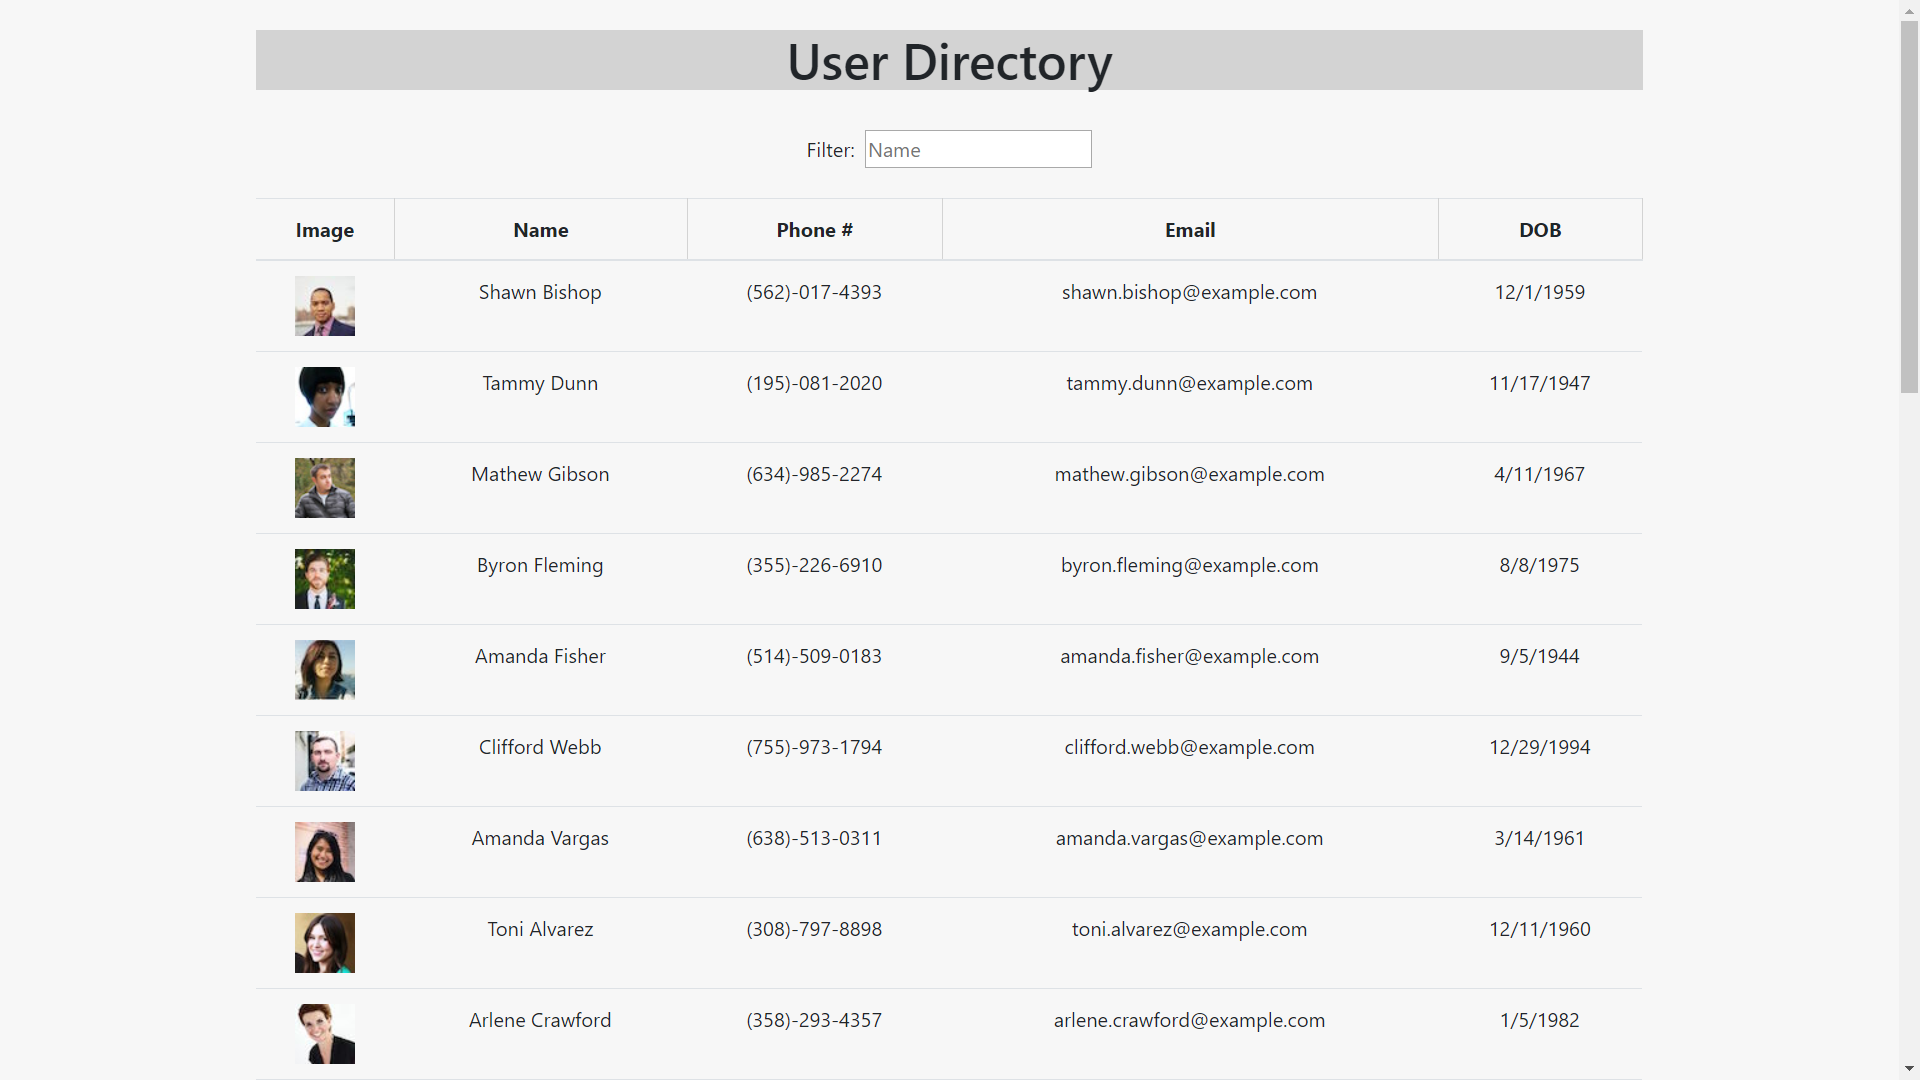 User Directory
Filter: Name
Image Name Phone # Email DOB
Shawn Bishop (562)-017-4393 shawn.bishop@example.com 12/1/1959
Tammy Dunn (195)-081-2020 tammy.dunn@example.com 11/17/1947
Mathew Gibson (634)-985-2274 mathew.gibson@example.com 4/11/1967
Byron Fleming (355)-226-6910 byron.fleming@example.com 8/8/1975
Amanda Fisher (514)-509-0183 amanda.fisher@example.com 9/5/1944
Clifford Webb (755)-973-1794 clifford.webb@example.com 12/29/1994
Amanda Vargas (638)-513-0311 amanda.vargas@example.com 3/14/1961
Toni Alvarez (308)-797-8898 toni.alvarez@example.com 12/11/1960
Arlene Crawford (358)-293-4357 arlene.crawford@example.com 1/5/1982